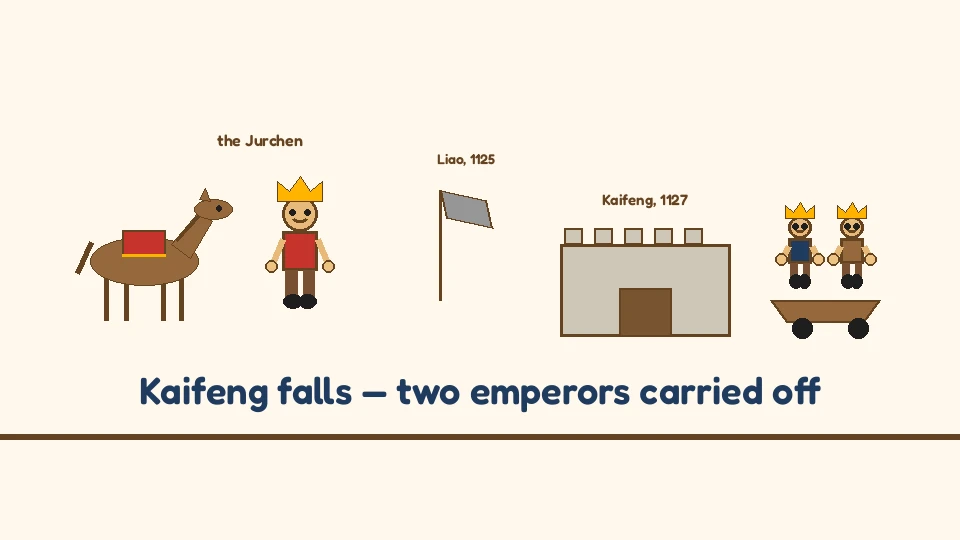 the Jurchen
Liao, 1125
Kaifeng, 1127
Kaifeng falls — two emperors carried off